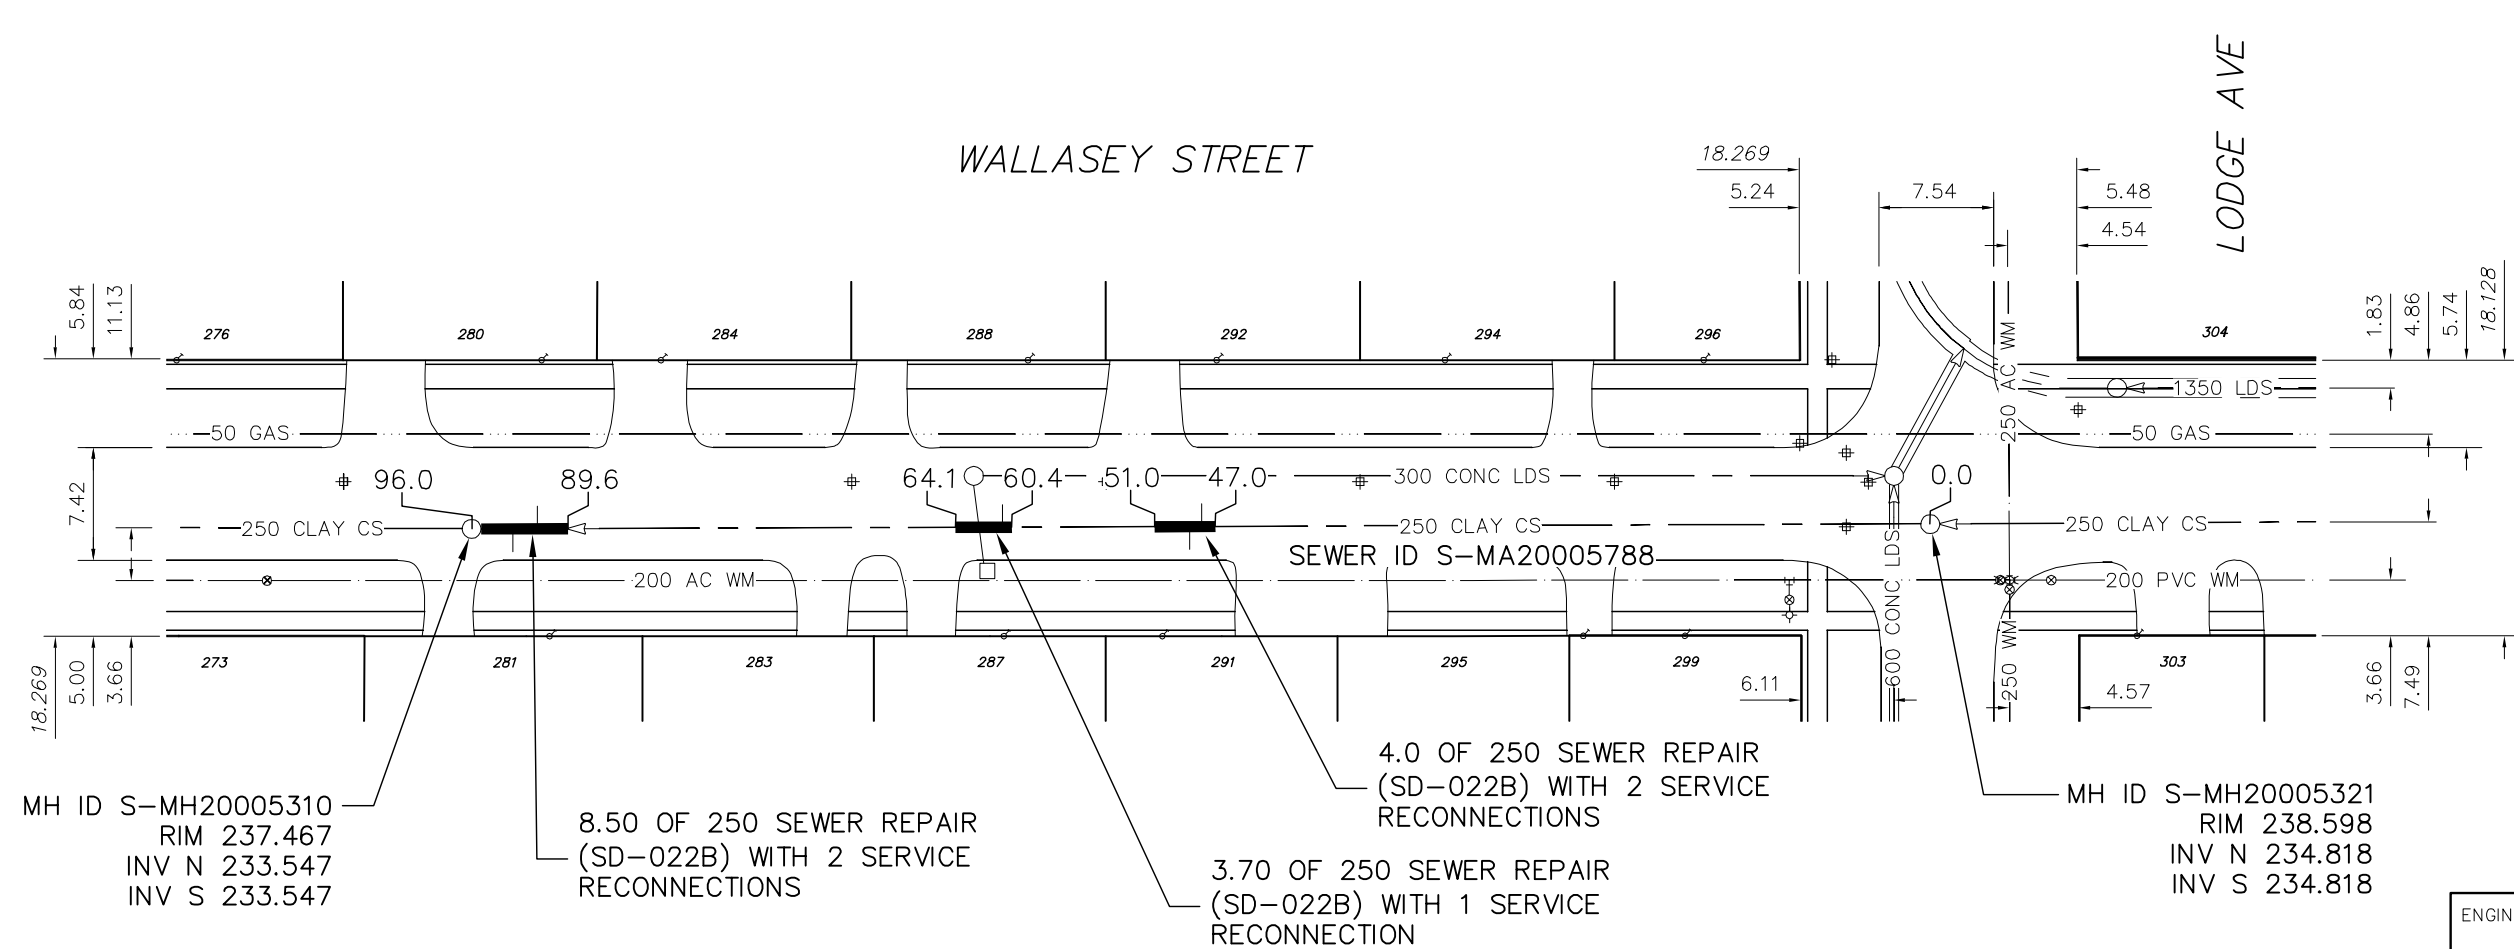 WALLASEY STREET
LODGE AVE
18.269
5.24
7.54
5.48
4.54
5.84
11.13
1.83
4.86
5.74
18.128
276
280
284
288
292
294
296
304
250 AC WM
1350 LDS
50 GAS
50 GAS
7.42
96.0
89.6
64.1
60.4
51.0
47.0
300 CONC LDS
0.0
250 CLAY CS
250 CLAY CS
250 CLAY CS
SEWER ID S-MA20005788
200 AC WM
200 PVC WM
600 CONC LDS
250 WM
273
281
283
287
291
295
299
303
18.269
5.00
3.66
6.11
4.57
3.66
7.49
MH ID S-MH20005310
RIM 237.467
INV N 233.547
INV S 233.547
8.50 OF 250 SEWER REPAIR
(SD-022B) WITH 2 SERVICE
RECONNECTIONS
3.70 OF 250 SEWER REPAIR
(SD-022B) WITH 1 SERVICE
RECONNECTION
4.0 OF 250 SEWER REPAIR
(SD-022B) WITH 2 SERVICE
RECONNECTIONS
MH ID S-MH20005321
RIM 238.598
INV N 234.818
INV S 234.818
ENGIN